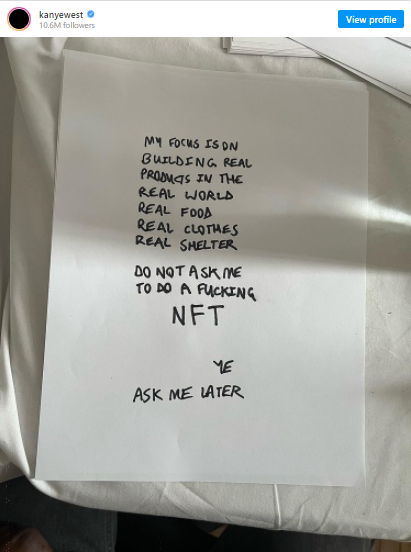 kanyewest
10.6M followers
View profile
MY FOCUS IS ON
BUILDING REAL
PRODUCTS IN THE
REAL WORLD
REAL FOOD
REAL CLOTHES
REAL SHELTER
DO NOT ASK ME
TO DO A FUCKING
NFT
YE
ASK ME LATER